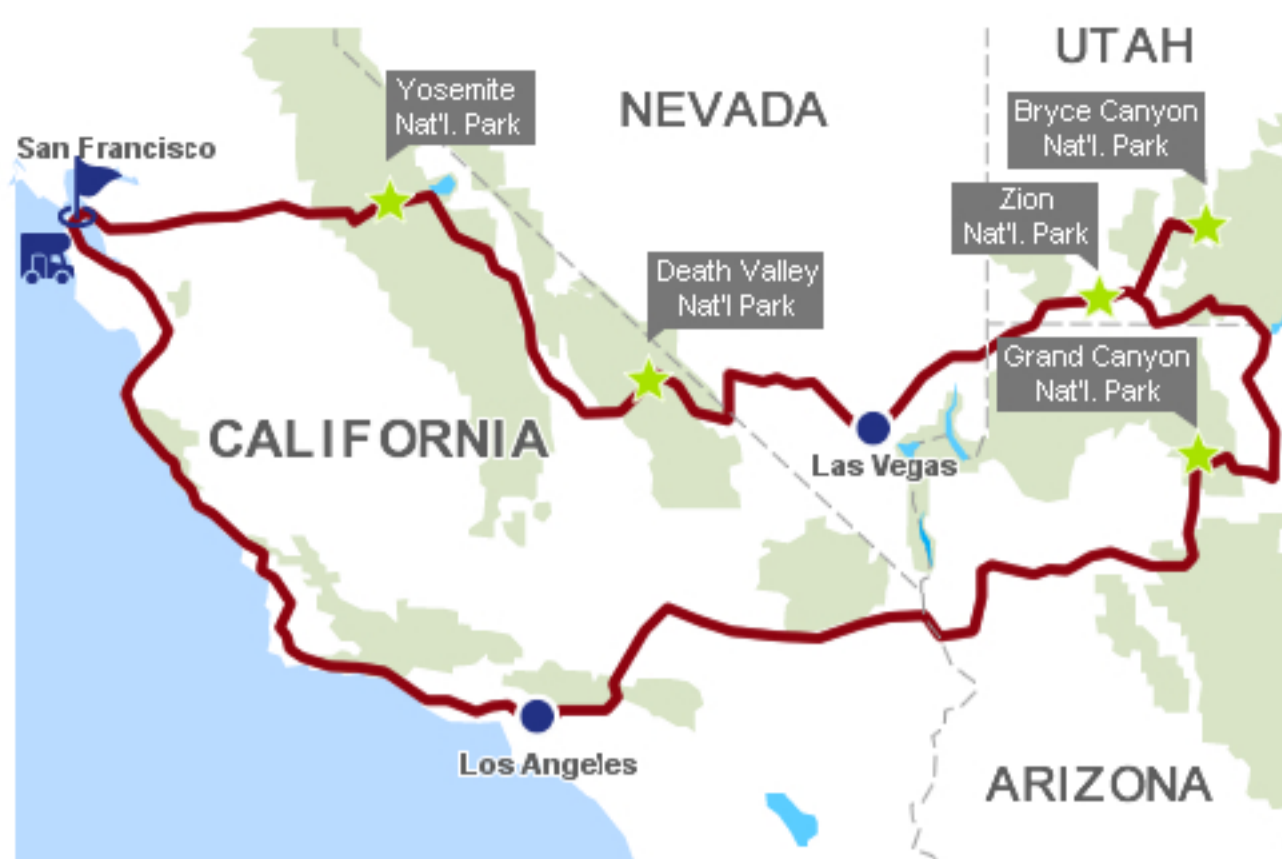 UTAH
Yosemite
Nat'l. Park
NEVADA
Bryce Canyon
Nat'l. Park
San Francisco
Zion
Nat'l. Park
Death Valley
Nat'l Park
Grand Canyon
Nat'l. Park
CALIFORNIA
Las Vegas
Los Angeles
ARIZONA